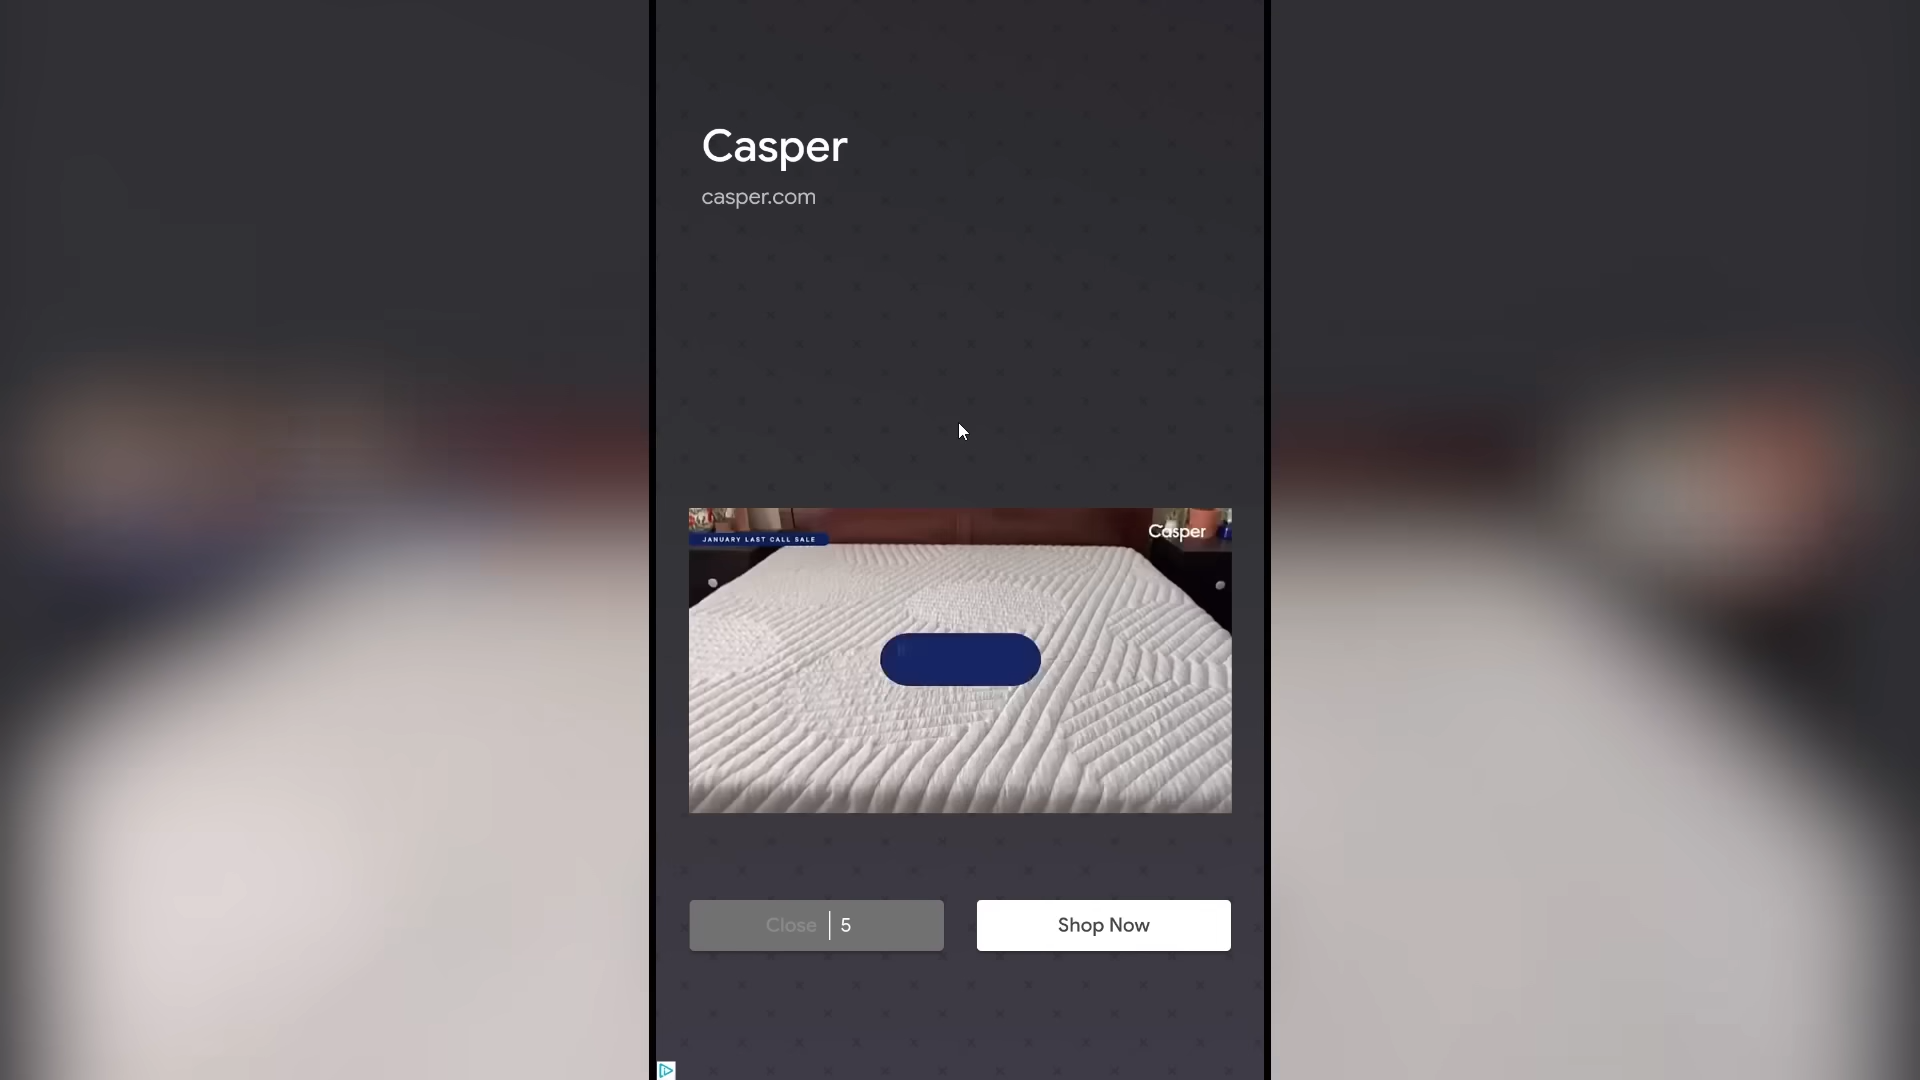 Casper
casper.com
JANUARY LAST CALL SALE
Casper
Close | 5
Shop Now